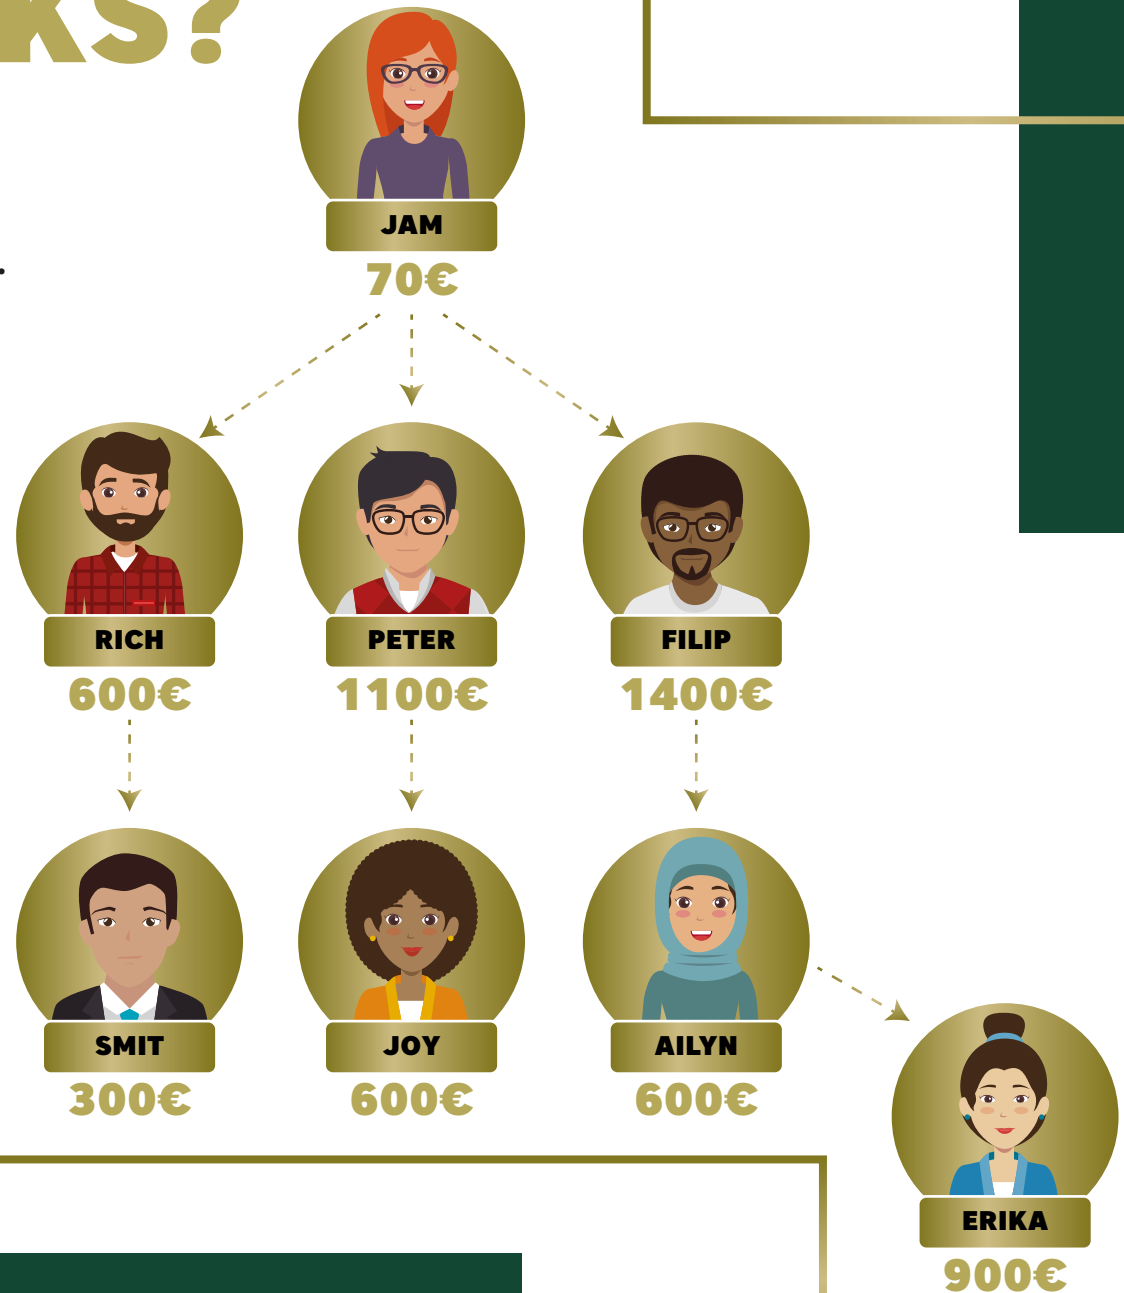 KS?
JAM
70€
RICH
PETER
FILIP
600€
1100€
1400€
SMIT
JOY
AILYN
300€
600€
600€
ERIKA
900€